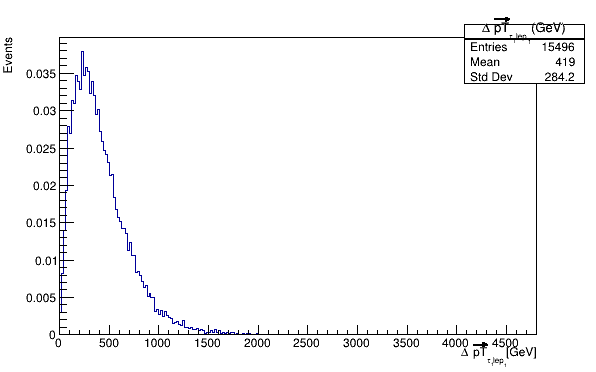 Δ pT τ₁lep₁ (GeV)
Entries 15496
Mean 419
Std Dev 284.2
Events
0.035
0.03
0.025
0.02
0.015
0.01
0.005
0
0 500 1000 1500 2000 2500 3000 3500 4000 4500
Δ pT τ₁lep₁ [GeV]